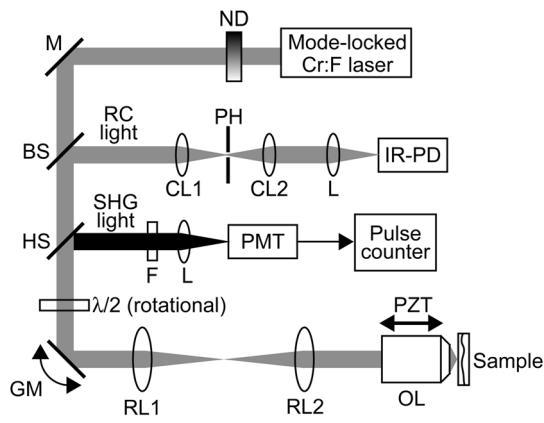 ND
M
Mode-locked
Cr:F laser
RC
light
PH
BS
CL1
CL2
L
IR-PD
SHG
light
HS
F
L
PMT
Pulse
counter
λ/2 (rotational)
PZT
GM
RL1
RL2
OL
Sample